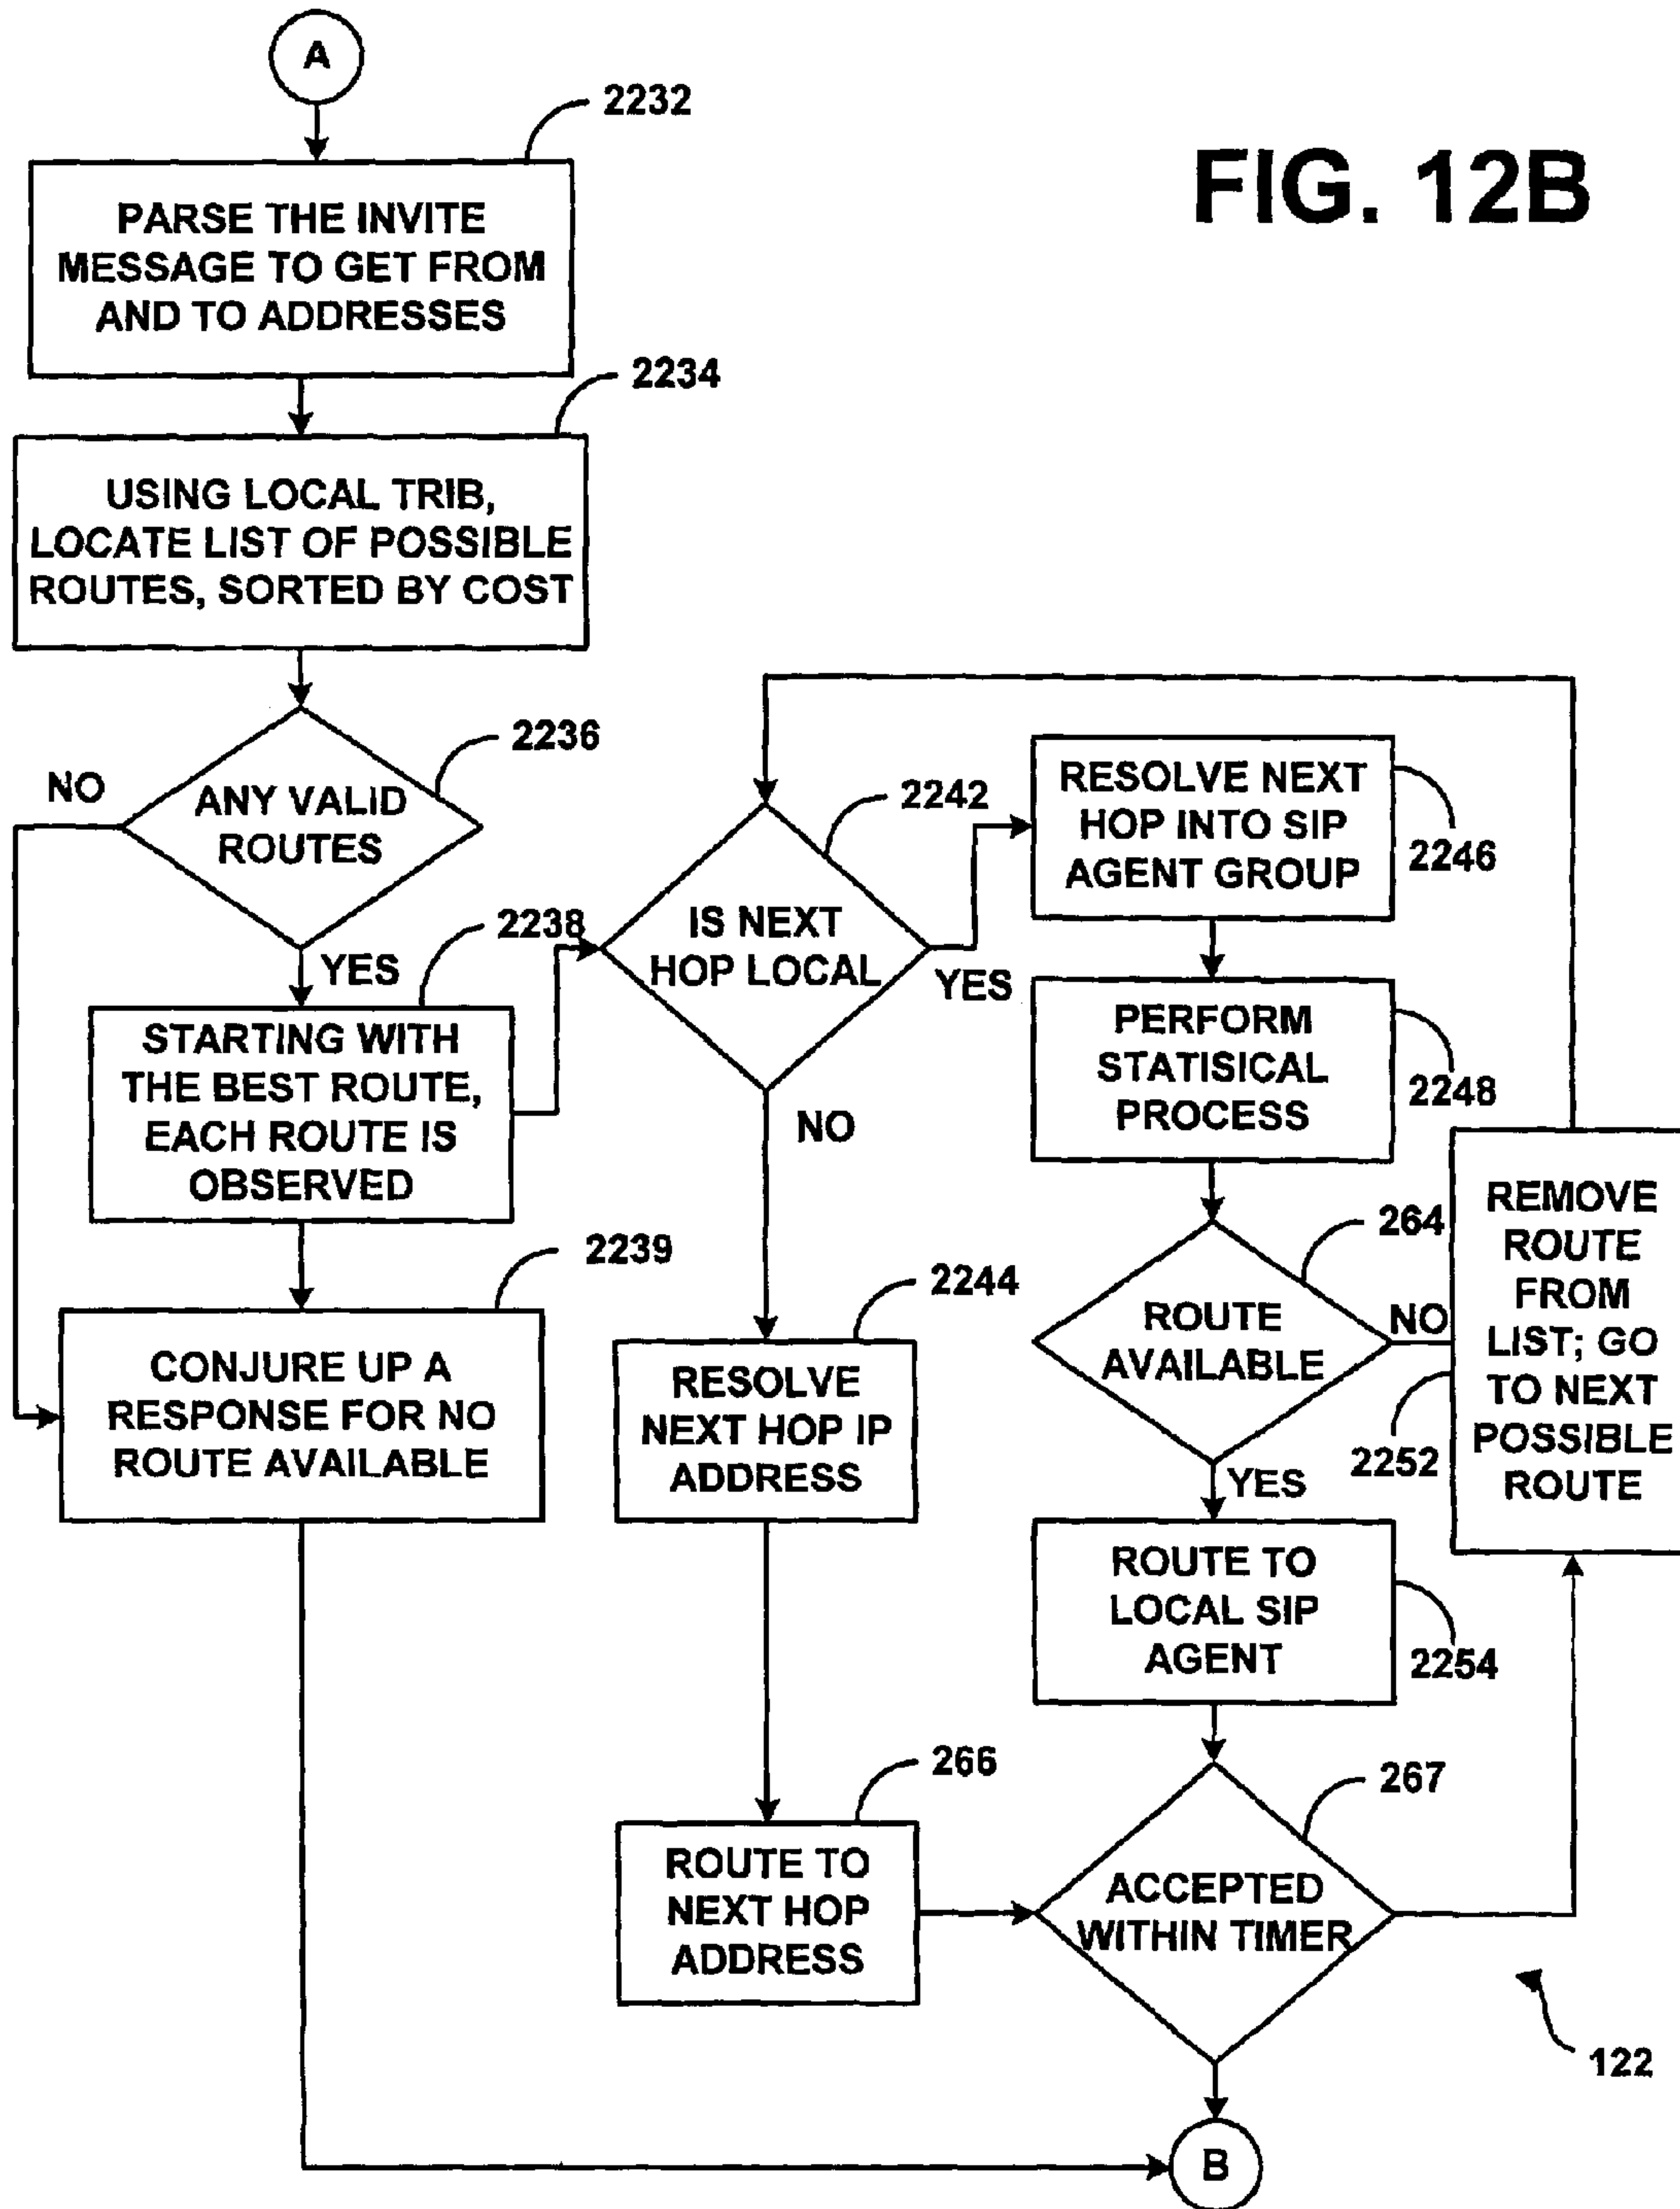 A
2232
FIG. 12B
PARSE THE INVITE
MESSAGE TO GET FROM
AND TO ADDRESSES
2234
USING LOCAL TRIB,
LOCATE LIST OF POSSIBLE
ROUTES, SORTED BY COST
2236
NO
ANY VALID
ROUTES
YES
2238
STARTING WITH
THE BEST ROUTE,
EACH ROUTE IS
OBSERVED
2239
CONJURE UP A
RESPONSE FOR NO
ROUTE AVAILABLE
2242
IS NEXT
HOP LOCAL
YES
NO
2244
RESOLVE
NEXT HOP IP
ADDRESS
266
ROUTE TO
NEXT HOP
ADDRESS
RESOLVE NEXT
HOP INTO SIP
AGENT GROUP
2246
PERFORM
STATISICAL
PROCESS
2248
264
ROUTE
AVAILABLE
NO
YES
2252
REMOVE
ROUTE
FROM
LIST; GO
TO NEXT
POSSIBLE
ROUTE
ROUTE TO
LOCAL SIP
AGENT
2254
267
ACCEPTED
WITHIN TIMER
122
B